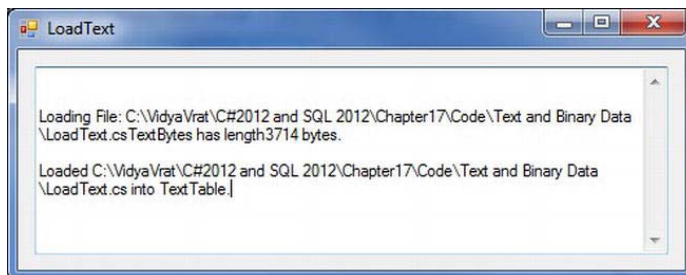 LoadText
Loading File: C:\VidyaVrat\C#2012 and SQL 2012\Chapter17\Code\Text and Binary Data
\LoadText.csTextBytes has length3714 bytes.
Loaded C:\VidyaVrat\C#2012 and SQL 2012\Chapter17\Code\Text and Binary Data
\LoadText.cs into TextTable.